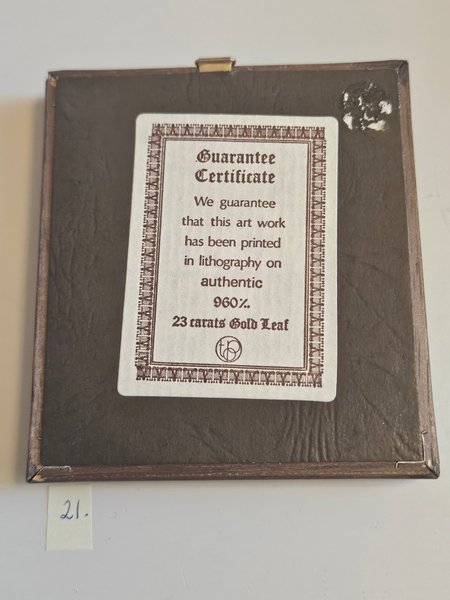 Guarantee
Certificate
We guarantee
that this art work
has been printed
in lithography on
authentic
960‰
23 carats Gold Leaf
21.